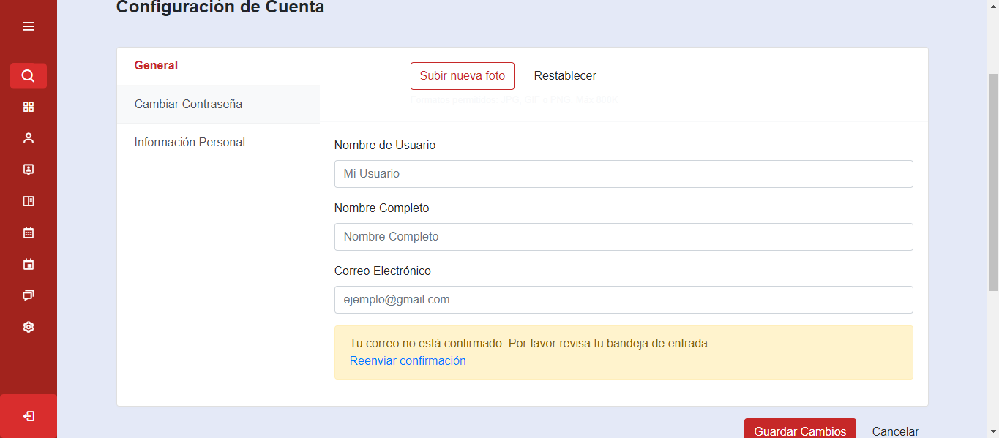 Configuración de Cuenta
General
Cambiar Contraseña
Información Personal
Subir nueva foto
Restablecer
Formatos permitidos: JPG, GIF o PNG. Máx 800K
Nombre de Usuario
Mi Usuario
Nombre Completo
Nombre Completo
Correo Electrónico
ejemplo@gmail.com
Tu correo no está confirmado. Por favor revisa tu bandeja de entrada.
Reenviar confirmación
Guardar Cambios
Cancelar